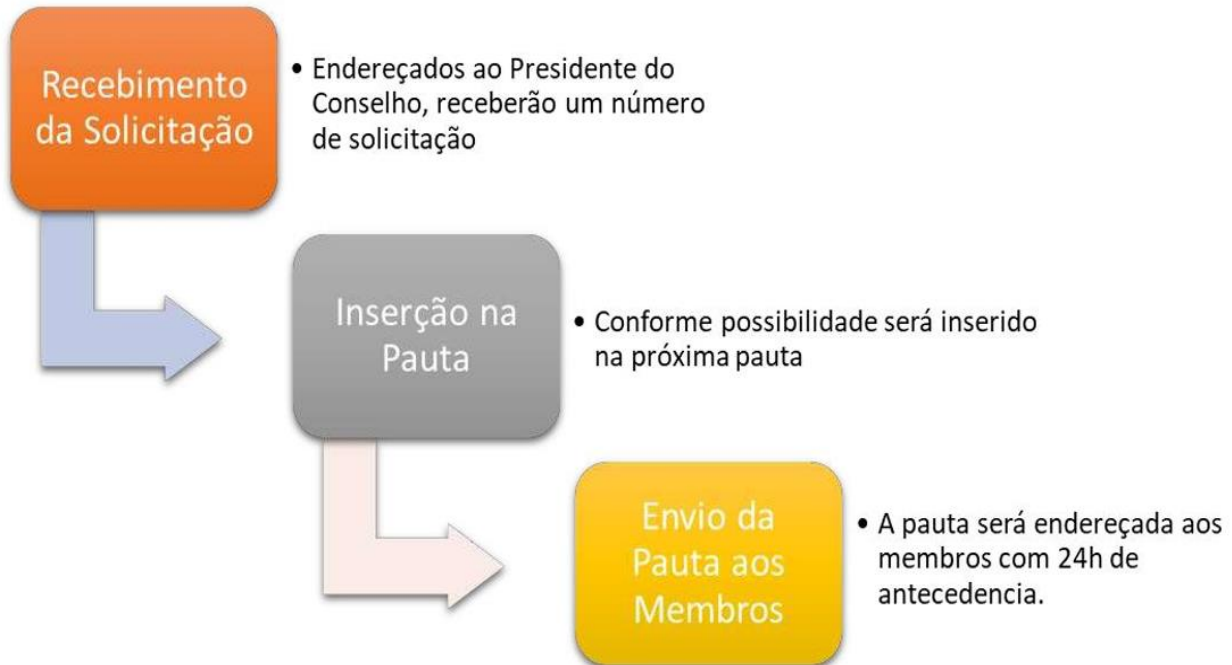 Recebimento
da Solicitação
• Endereçados ao Presidente do
Conselho, receberão um número
de solicitação
Inserção na
Pauta
• Conforme possibilidade será inserido
na próxima pauta
Envio da
Pauta aos
Membros
• A pauta será endereçada aos
membros com 24h de
antecedencia.